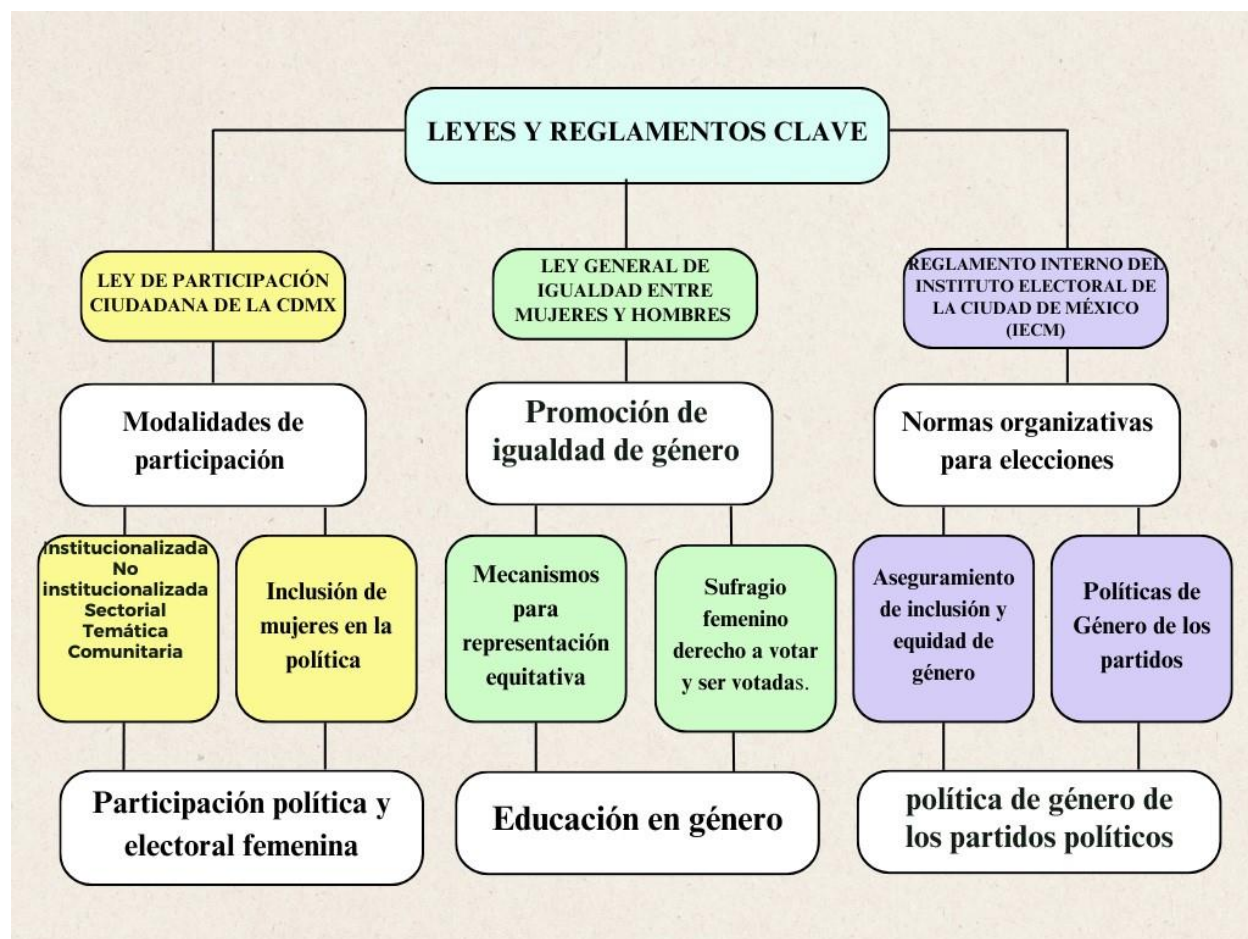 LEYES Y REGLAMENTOS CLAVE
LEY DE PARTICIPACIÓN
CIUDADANA DE LA CDMX
LEY GENERAL DE
IGUALDAD ENTRE
MUJERES Y HOMBRES
REGLAMENTO INTERNO DEL
INSTITUTO ELECTORAL DE
LA CIUDAD DE MÉXICO
(IECM)
Modalidades de
participación
Promoción de
igualdad de género
Normas organizativas
para elecciones
Institucionalizada
No
institucionalizada
Sectorial
Temática
Comunitaria
Inclusión de
mujeres en la
política
Mecanismos
para
representación
equitativa
Sufragio
femenino
derecho a votar
y ser votadas.
Aseguramiento
de inclusión y
equidad de
género
Políticas de
Género de los
partidos
Participación política y
electoral femenina
Educación en género
política de género de
los partidos políticos